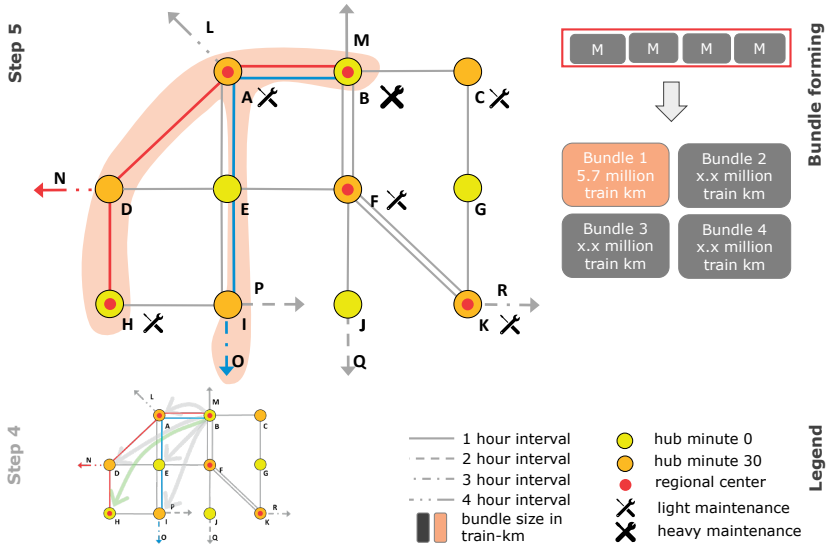 Step 5
L
M
A
B
C
N
D
E
F
G
H
P
I
O
J
Q
R
K
Bundle forming
M M M M
Bundle 1
5.7 million
train km
Bundle 2
x.x million
train km
Bundle 3
x.x million
train km
Bundle 4
x.x million
train km
Step 4
L
M
A
B
C
N
D
E
F
G
H
P
I
O
J
Q
R
K
Legend
1 hour interval
2 hour interval
3 hour interval
4 hour interval
bundle size in
train-km
hub minute 0
hub minute 30
regional center
light maintenance
heavy maintenance